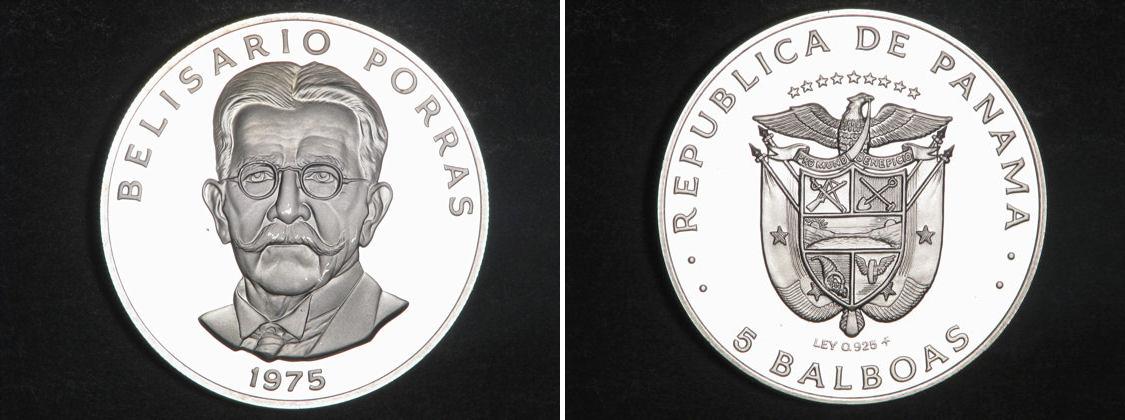 BELISARIO PORRAS
1975
REPUBLICA DE PANAMA
PRO MUNDI BENEFICIO
LEY 0.925
5 BALBOAS